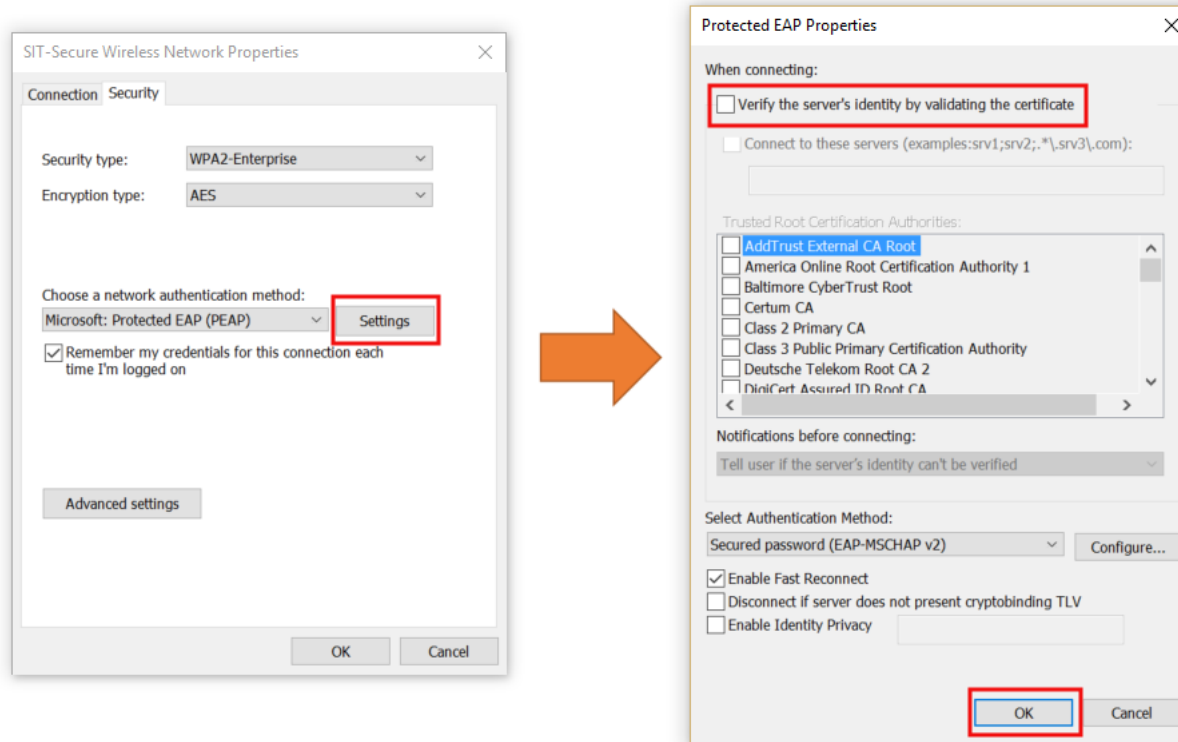 SIT-Secure Wireless Network Properties
Connection Security
Security type: WPA2-Enterprise
Encryption type: AES
Choose a network authentication method:
Microsoft: Protected EAP (PEAP) Settings
Remember my credentials for this connection each
time I'm logged on
Advanced settings
OK Cancel
Protected EAP Properties
When connecting:
Verify the server's identity by validating the certificate
Connect to these servers (examples:srv1;srv2;.*\.srv3\.com):
Trusted Root Certification Authorities:
AddTrust External CA Root
America Online Root Certification Authority 1
Baltimore CyberTrust Root
Certum CA
Class 2 Primary CA
Class 3 Public Primary Certification Authority
Deutsche Telekom Root CA 2
DigiCert Assured ID Root CA
Notifications before connecting:
Tell user if the server's identity can't be verified
Select Authentication Method:
Secured password (EAP-MSCHAP v2) Configure...
Enable Fast Reconnect
Disconnect if server does not present cryptobinding TLV
Enable Identity Privacy
OK Cancel